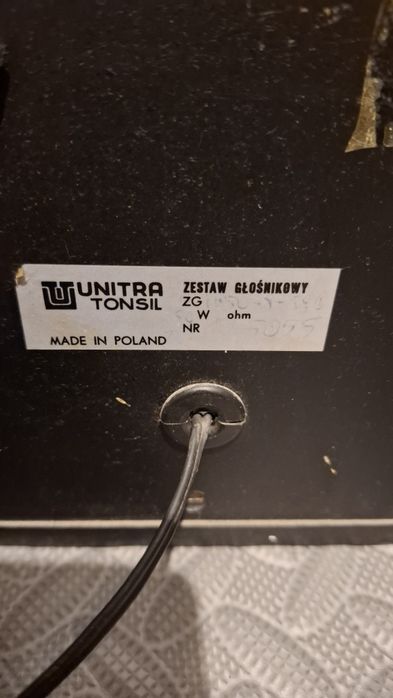 UNITRA
TONSIL
MADE IN POLAND
ZESTAW GŁOŚNIKOWY
ZG
W ohm
NR